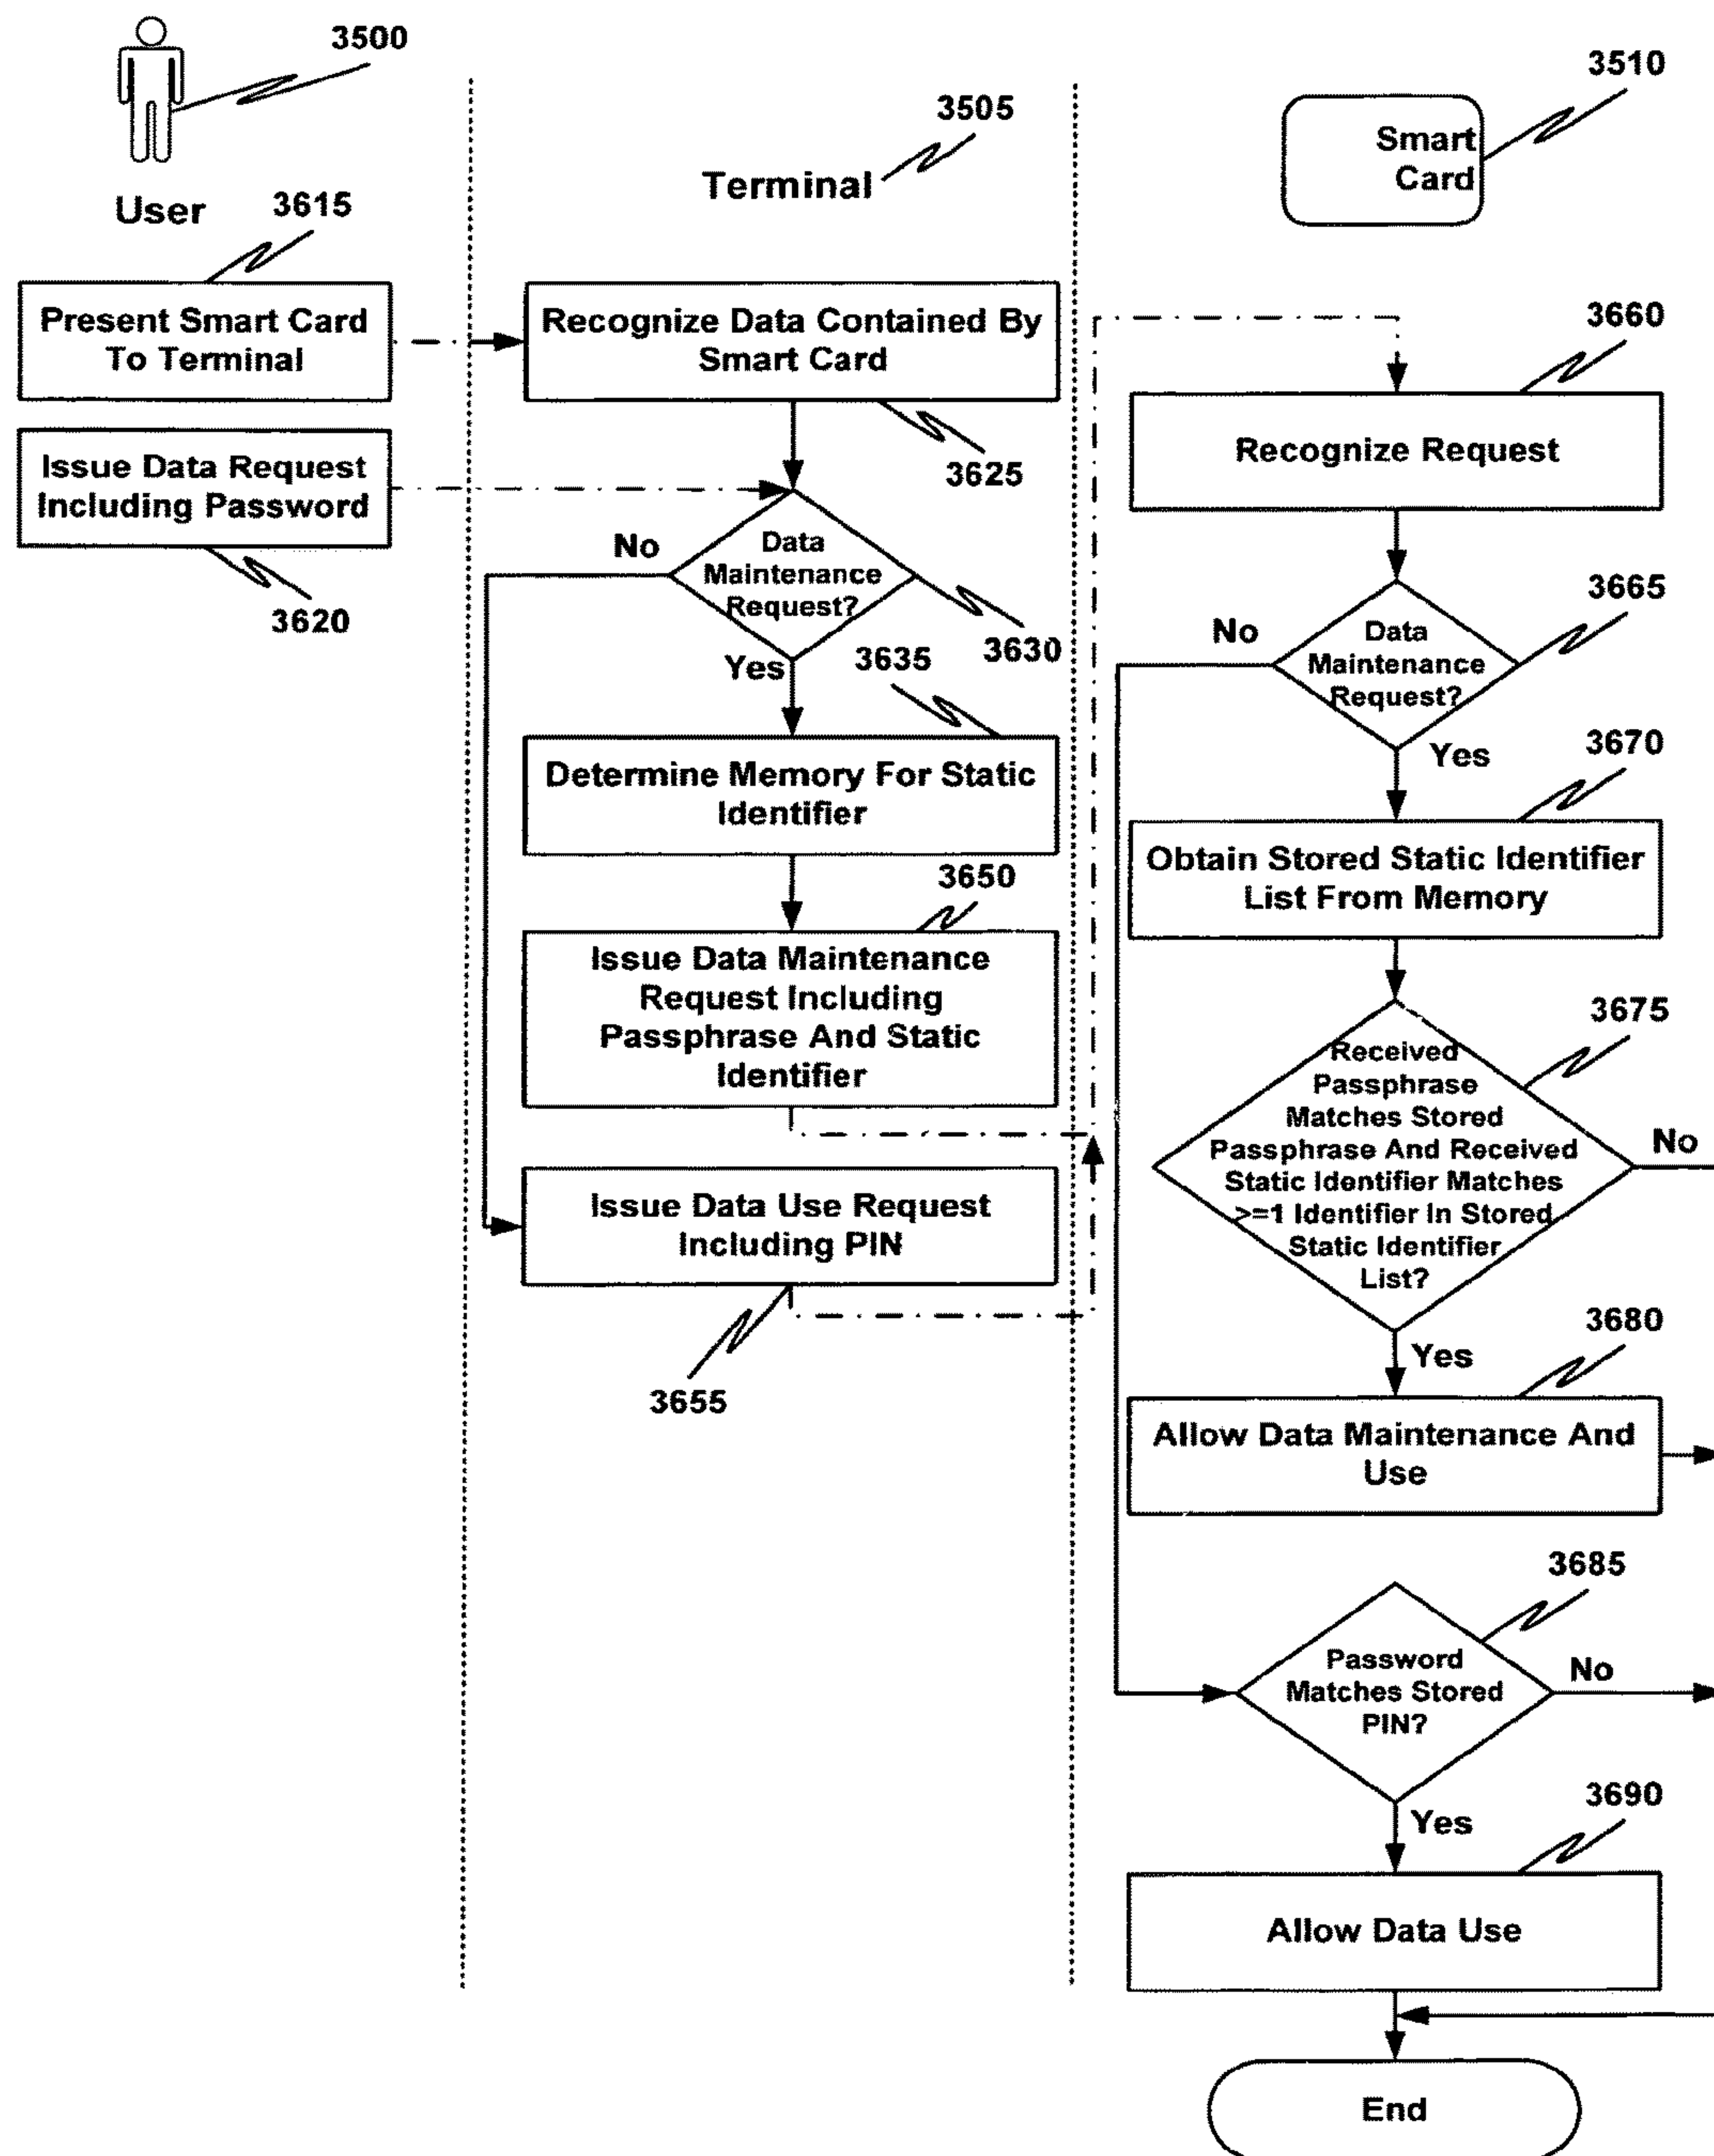 3500
User
3505
Terminal
3510
Smart
Card
3615
Present Smart Card
To Terminal
Issue Data Request
Including Password
3620
Recognize Data Contained By
Smart Card
3625
Data
Maintenance
Request?
No
3630
Yes
3635
Determine Memory For Static
Identifier
3650
Issue Data Maintenance
Request Including
Passphrase And Static
Identifier
Issue Data Use Request
Including PIN
3655
3660
Recognize Request
3665
Data
Maintenance
Request?
No
Yes
3670
Obtain Stored Static Identifier
List From Memory
3675
Received
Passphrase
Matches Stored
Passphrase And Received
Static Identifier Matches
>=1 Identifier In Stored
Static Identifier
List?
No
Yes
3680
Allow Data Maintenance And
Use
3685
Password
Matches Stored
PIN?
No
Yes
3690
Allow Data Use
End